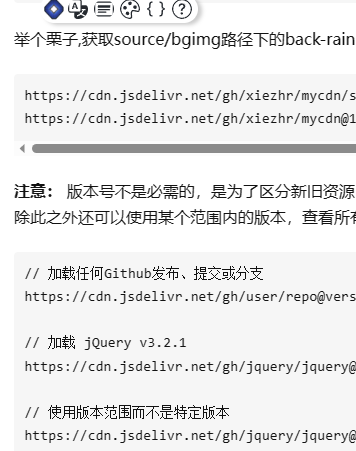 举个栗子,获取source/bgimg路径下的back-rain
https://cdn.jsdelivr.net/gh/xiezhr/mycdn/s
https://cdn.jsdelivr.net/gh/xiezhr/mycdn@1
注意： 版本号不是必需的，是为了区分新旧资源
除此之外还可以使用某个范围内的版本，查看所有
// 加载任何Github发布、提交或分支
https://cdn.jsdelivr.net/gh/user/repo@vers
// 加载 jQuery v3.2.1
https://cdn.jsdelivr.net/gh/jquery/jquery@
// 使用版本范围而不是特定版本
https://cdn.jsdelivr.net/gh/jquery/jquery@